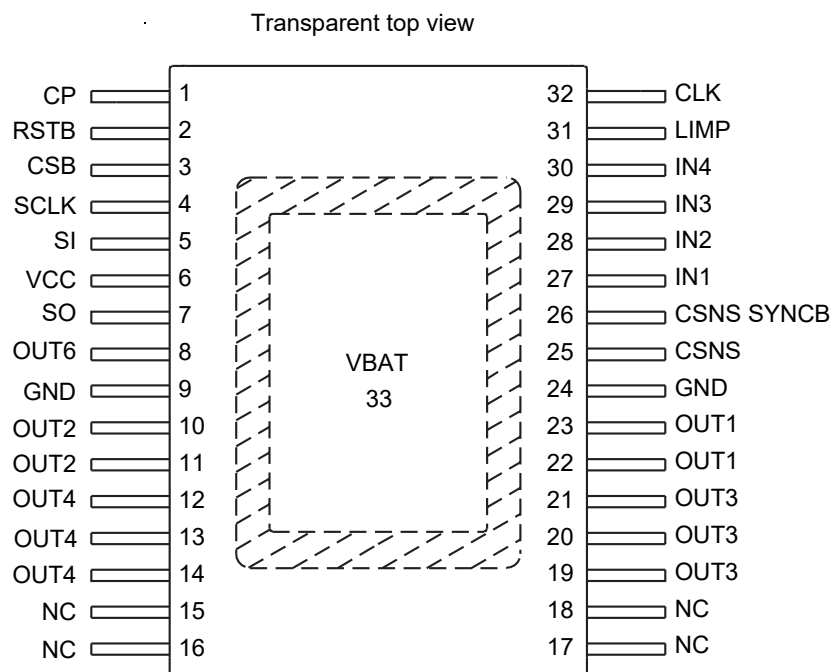 Transparent top view
CP 1 32 CLK
RSTB 2 31 LIMP
CSB 3 30 IN4
SCLK 4 29 IN3
SI 5 28 IN2
VCC 6 27 IN1
SO 7 26 CSNS SYNCB
OUT6 8 25 CSNS
VBAT
33
GND 9 24 GND
OUT2 10 23 OUT1
OUT2 11 22 OUT1
OUT4 12 21 OUT3
OUT4 13 20 OUT3
OUT4 14 19 OUT3
NC 15 18 NC
NC 16 17 NC